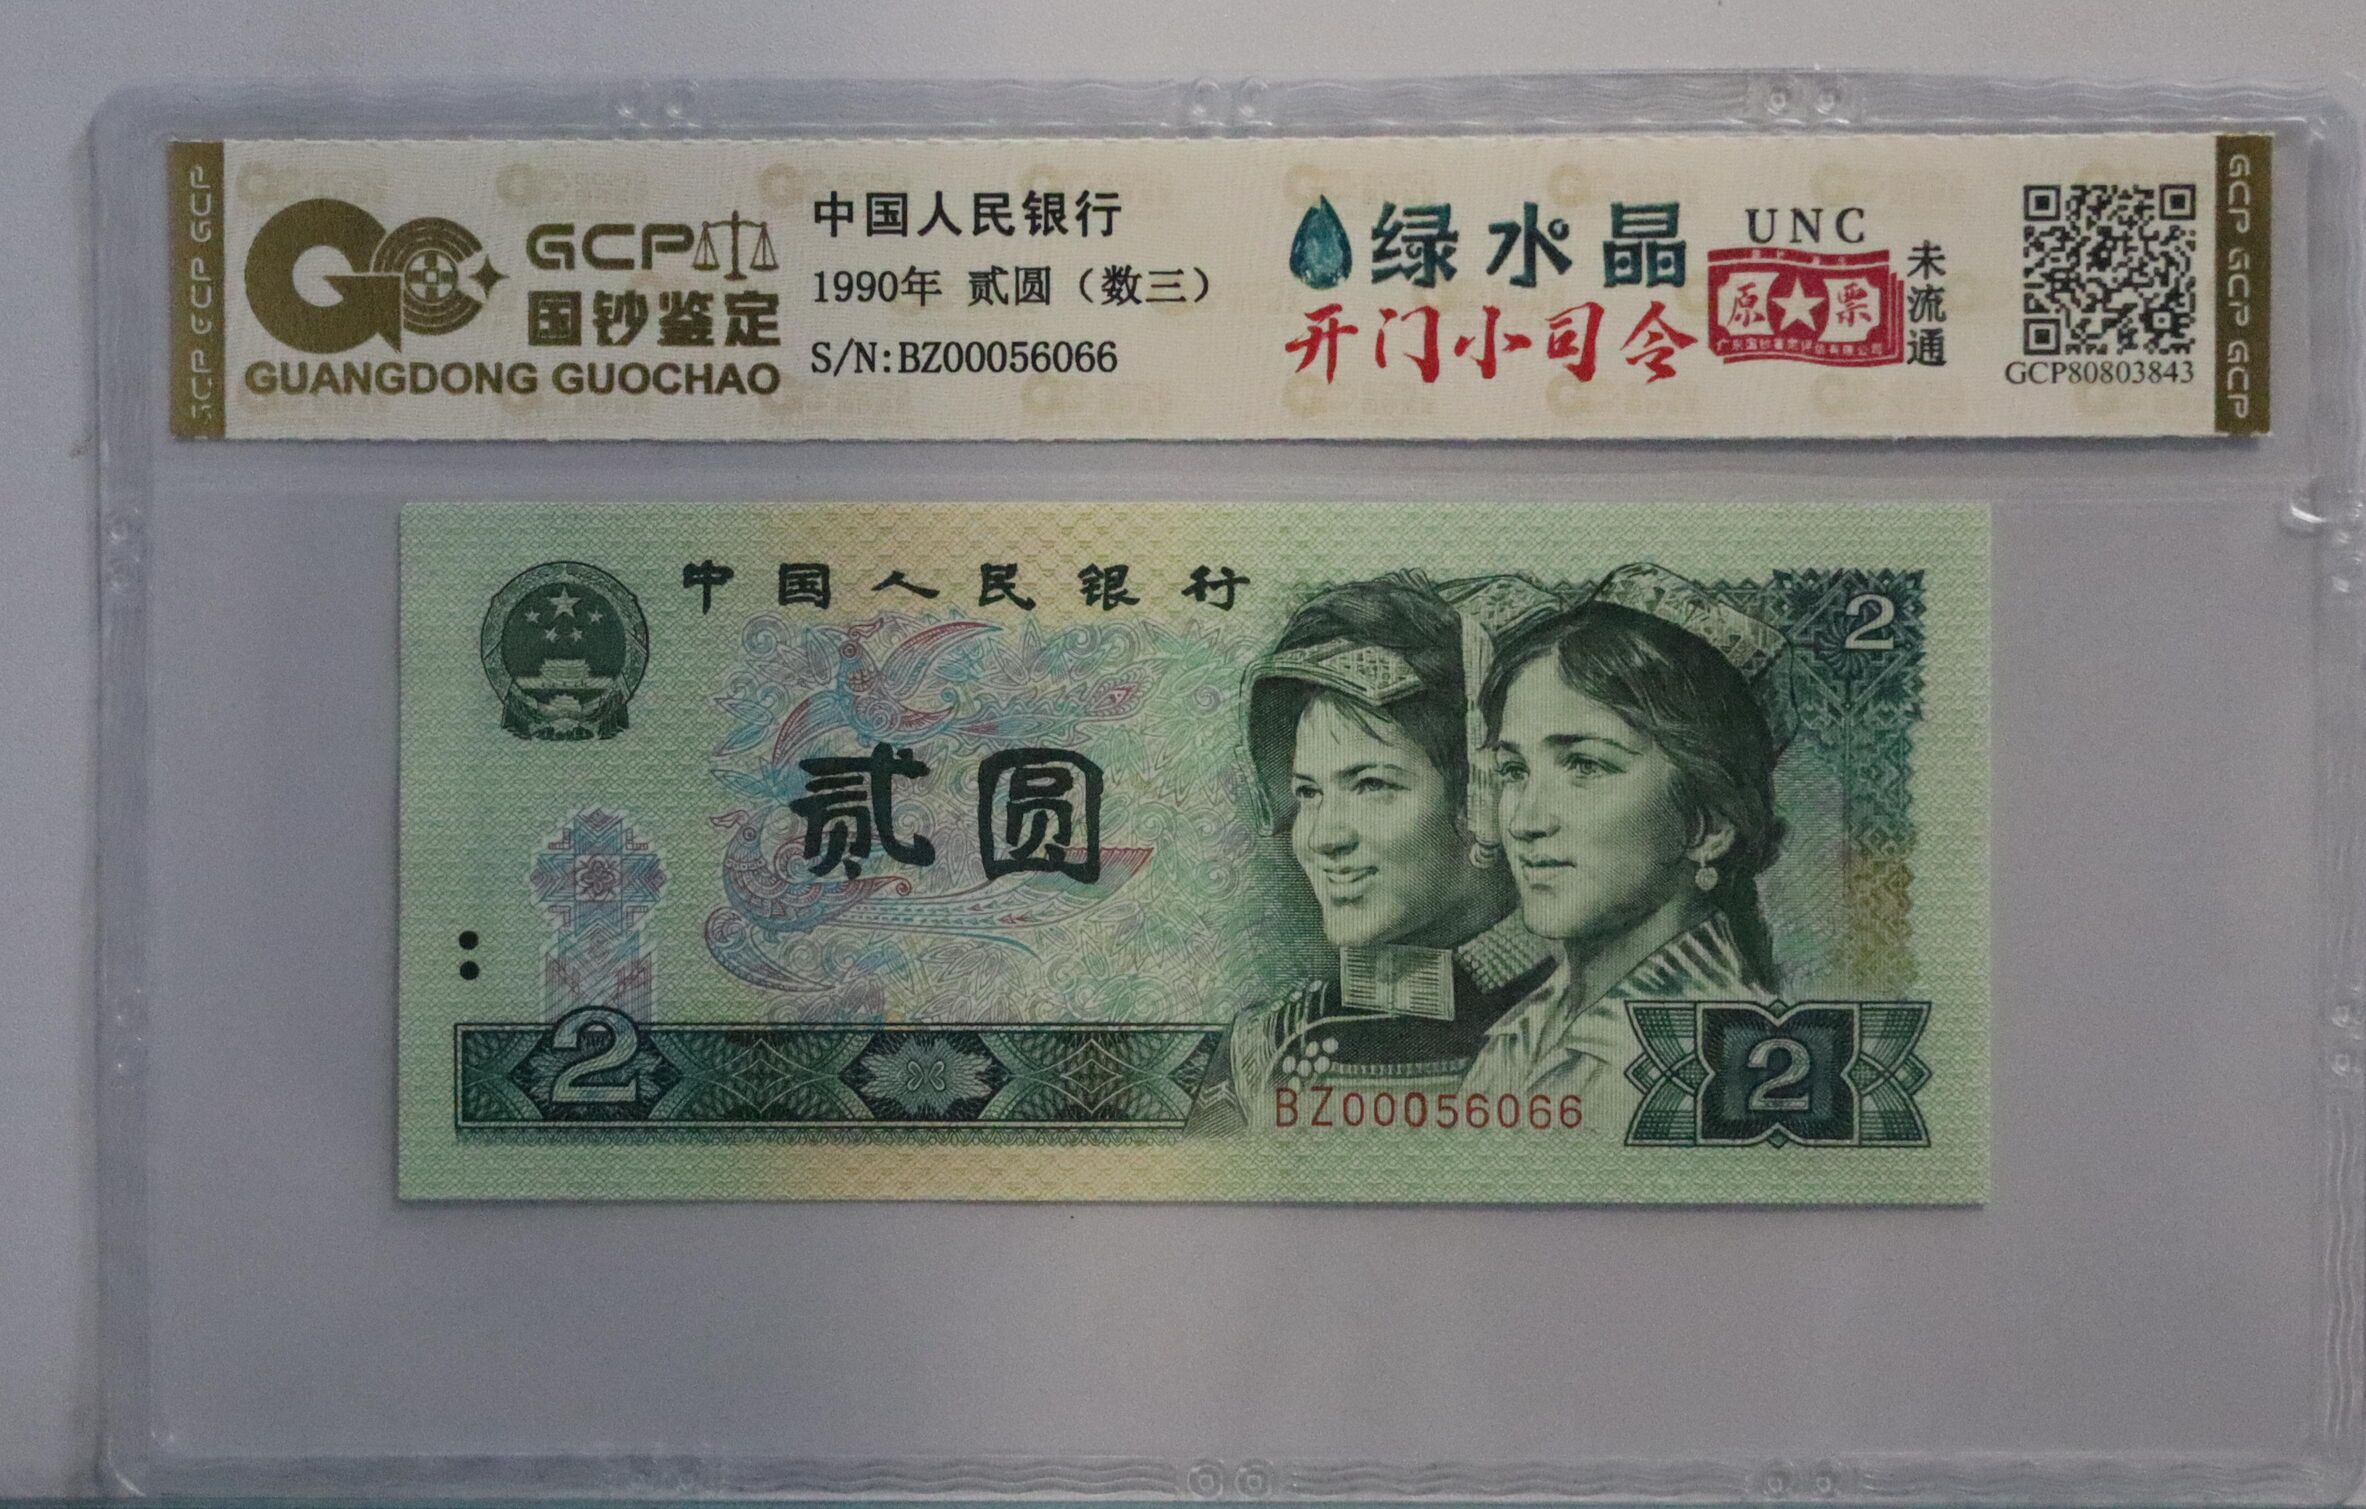 GCP GCP GCP
GCP
国钞鉴定
GUANGDONG GUOCHAO
中国人民银行
1990年 贰圆（数三）
S/N:BZ00056066
绿水晶
开门小司令
UNC
原★票
未流通
GCP80803843
GCP GCP GCP
中国人民银行
2
贰圆
2
2
BZ00056066